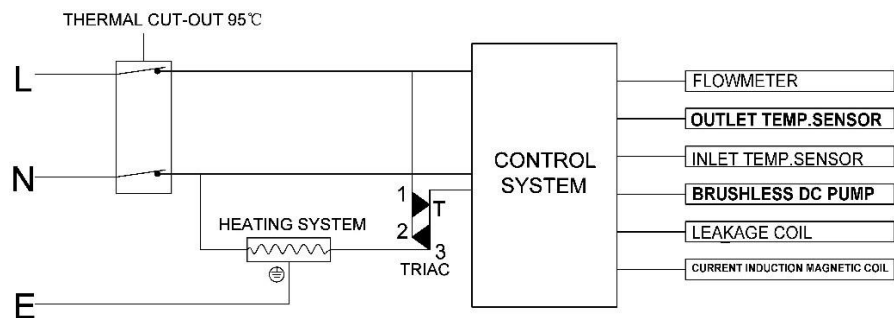 THERMAL CUT-OUT 95℃
L
N
E
HEATING SYSTEM
1
2
3
T
TRIAC
CONTROL
SYSTEM
FLOWMETER
OUTLET TEMP.SENSOR
INLET TEMP.SENSOR
BRUSHLESS DC PUMP
LEAKAGE COIL
CURRENT INDUCTION MAGNETIC COIL